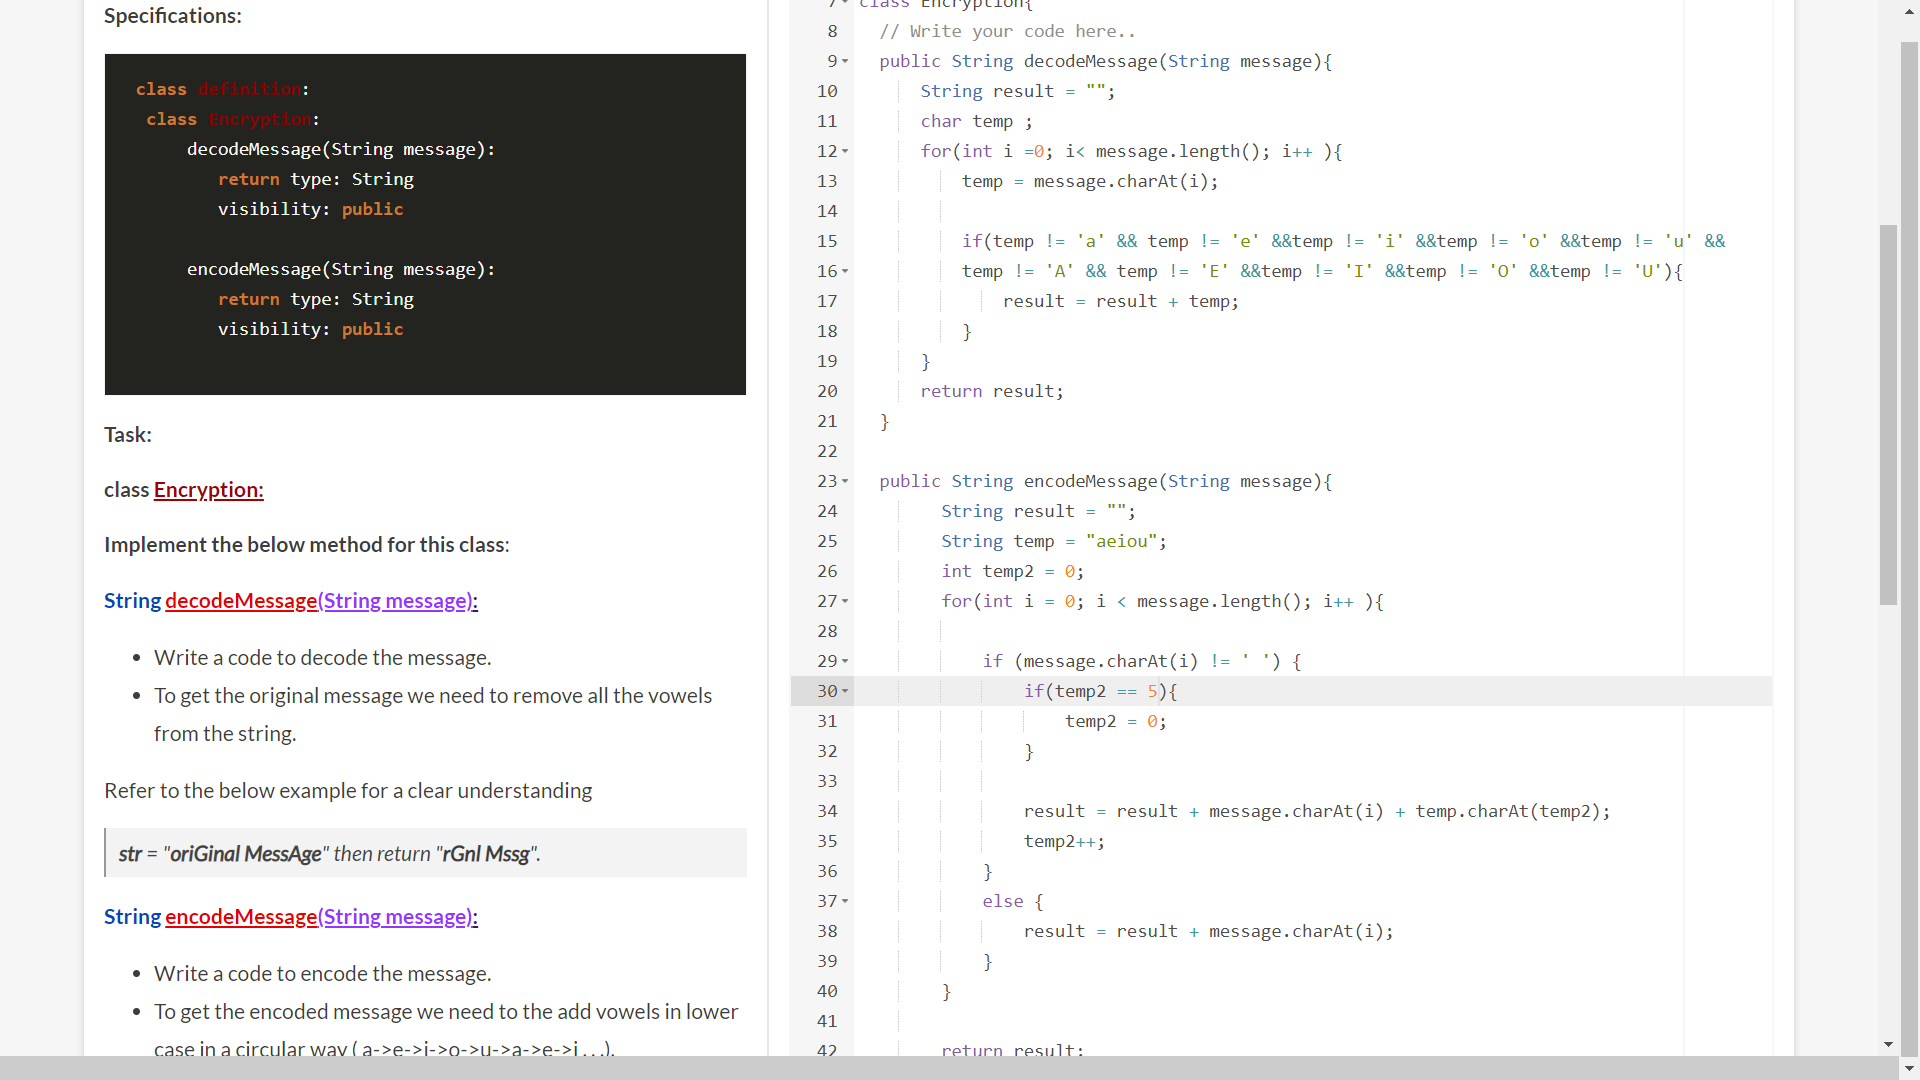 Specifications:
class definition:
class Encryption:
decodeMessage(String message):
return type: String
visibility: public
encodeMessage(String message):
return type: String
visibility: public
Task:
class Encryption:
Implement the below method for this class:
String decodeMessage(String message):
• Write a code to decode the message.
• To get the original message we need to remove all the vowels
from the string.
Refer to the below example for a clear understanding
str = "oriGinal MessAge" then return "rGnl Mssg".
String encodeMessage(String message):
• Write a code to encode the message.
• To get the encoded message we need to the add vowels in lower
case in a circular way ( a->e->i->o->u->a->e->i . . .).
7 class Encryption{
8 // Write your code here..
9 public String decodeMessage(String message){
10 String result = "";
11 char temp ;
12 for(int i =0; i< message.length(); i++ ){
13 temp = message.charAt(i);
14
15 if(temp != 'a' && temp != 'e' &&temp != 'i' &&temp != 'o' &&temp != 'u' &&
16 temp != 'A' && temp != 'E' &&temp != 'I' &&temp != 'O' &&temp != 'U'){
17 result = result + temp;
18 }
19 }
20 return result;
21 }
22
23 public String encodeMessage(String message){
24 String result = "";
25 String temp = "aeiou";
26 int temp2 = 0;
27 for(int i = 0; i < message.length(); i++ ){
28
29 if (message.charAt(i) != ' ') {
30 if(temp2 == 5){
31 temp2 = 0;
32 }
33
34 result = result + message.charAt(i) + temp.charAt(temp2);
35 temp2++;
36 }
37 else {
38 result = result + message.charAt(i);
39 }
40 }
41
42 return result;